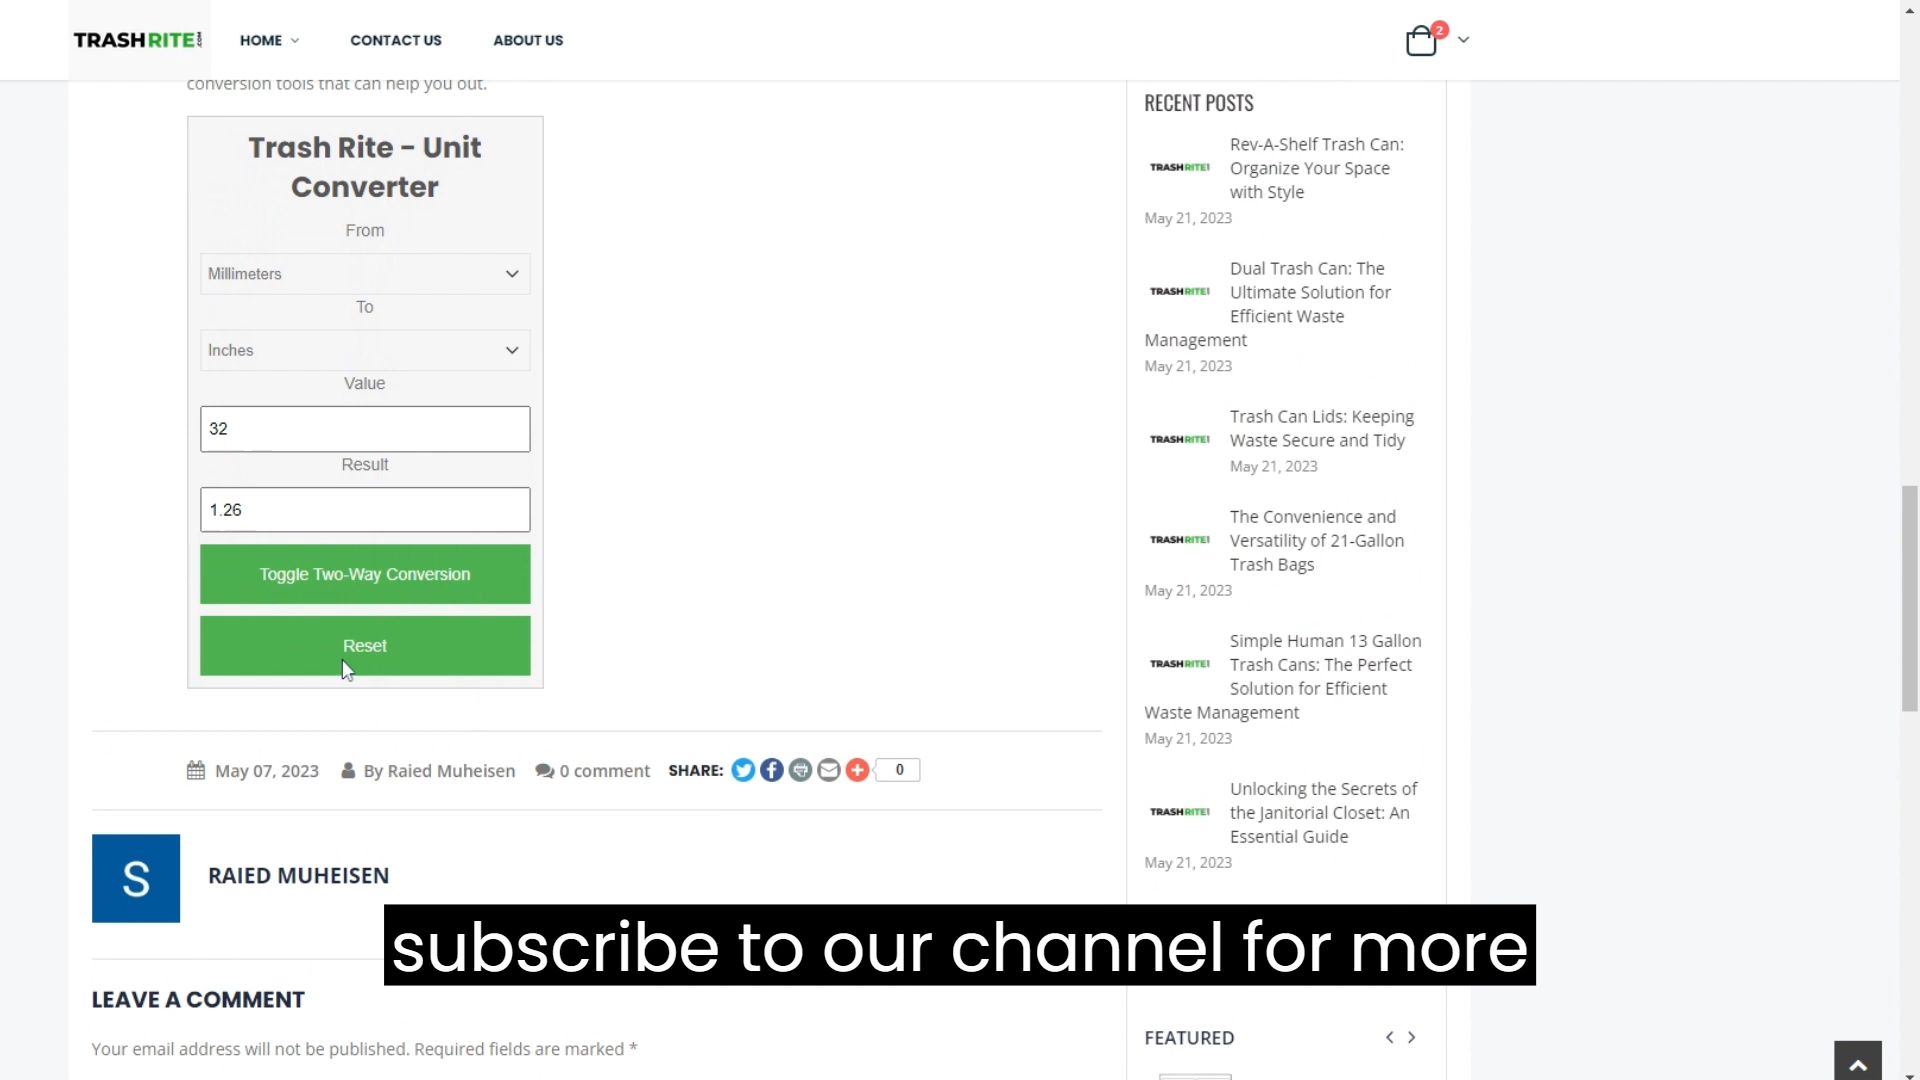 TRASHRITE.COM
HOME
CONTACT US
ABOUT US
2
conversion tools that can help you out.
Trash Rite - Unit
Converter
From
Millimeters
To
Inches
Value
32
Result
1.26
Toggle Two-Way Conversion
Reset
May 07, 2023
By Raied Muheisen
0 comment
SHARE:
0
S
RAIED MUHEISEN
LEAVE A COMMENT
Your email address will not be published. Required fields are marked *
RECENT POSTS
TRASHRITE
Rev-A-Shelf Trash Can:
Organize Your Space
with Style
May 21, 2023
TRASHRITE
Dual Trash Can: The
Ultimate Solution for
Efficient Waste
Management
May 21, 2023
TRASHRITE
Trash Can Lids: Keeping
Waste Secure and Tidy
May 21, 2023
TRASHRITE
The Convenience and
Versatility of 21-Gallon
Trash Bags
May 21, 2023
TRASHRITE
Simple Human 13 Gallon
Trash Cans: The Perfect
Solution for Efficient
Waste Management
May 21, 2023
TRASHRITE
Unlocking the Secrets of
the Janitorial Closet: An
Essential Guide
May 21, 2023
subscribe to our channel for more
FEATURED